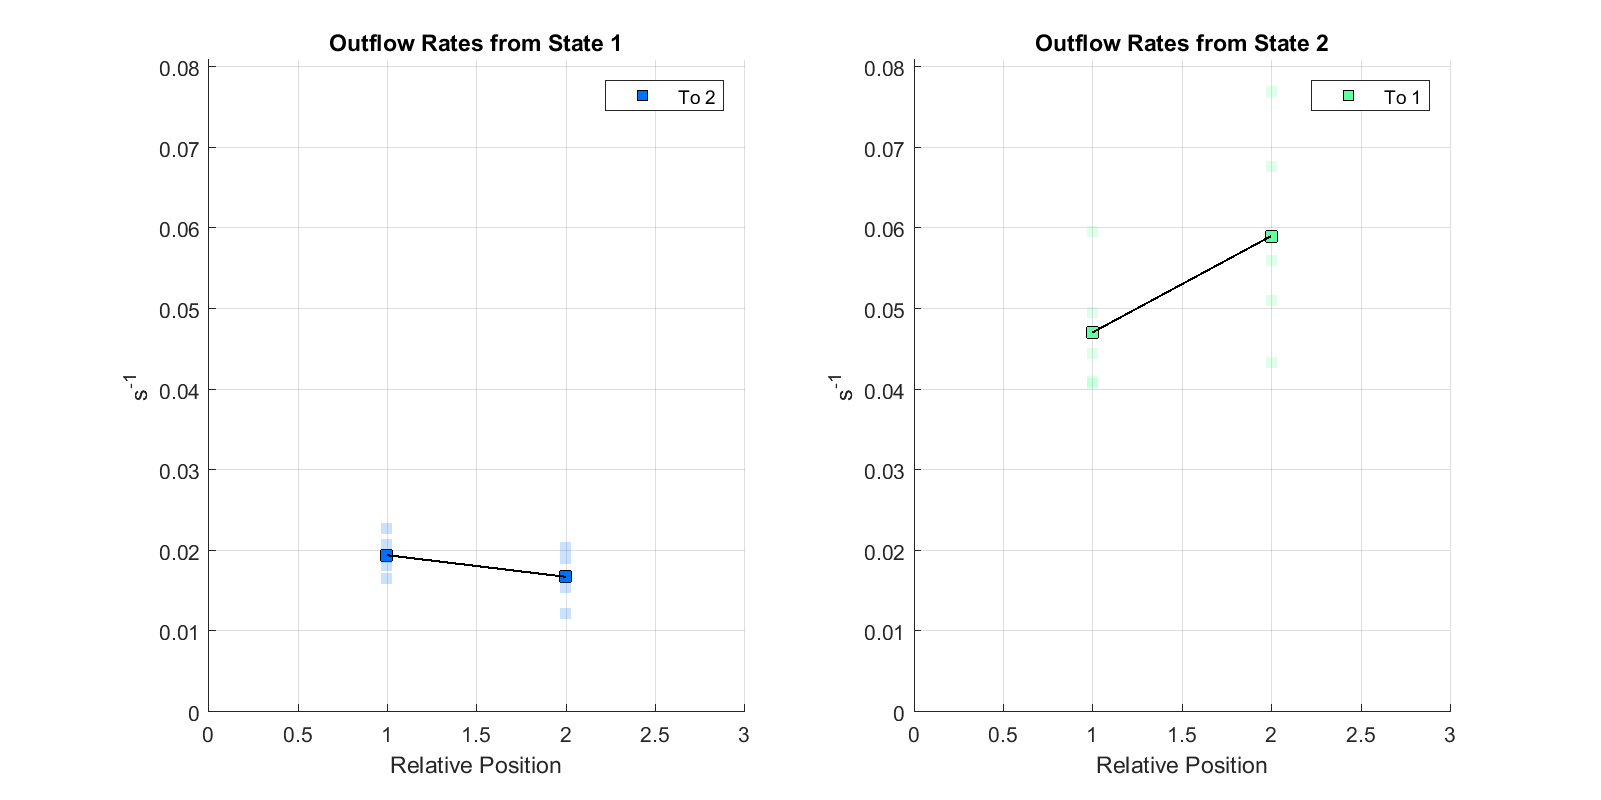 Outflow Rates from State 1
0.08
0.07
0.06
0.05
0.04
0.03
0.02
0.01
0
s-1
To 2
0 0.5 1 1.5 2 2.5 3
Relative Position
Outflow Rates from State 2
0.08
0.07
0.06
0.05
0.04
0.03
0.02
0.01
0
s-1
To 1
0 0.5 1 1.5 2 2.5 3
Relative Position